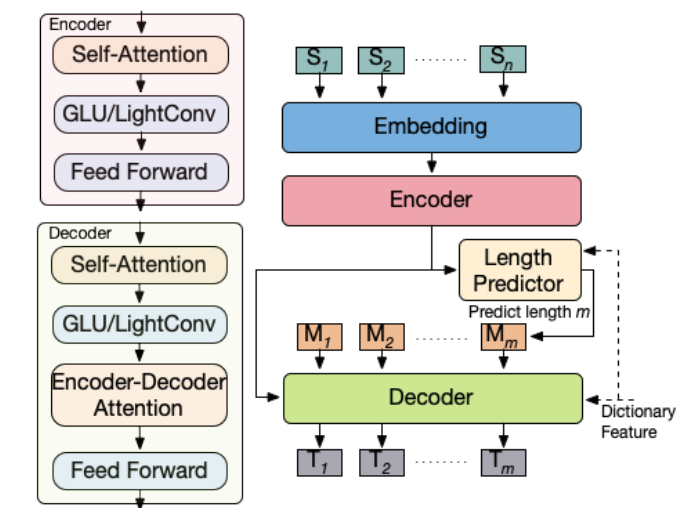 Encoder
Self-Attention
GLU/LightConv
Feed Forward
Decoder
Self-Attention
GLU/LightConv
Encoder-Decoder
Attention
Feed Forward
S1 S2 ........ Sn
Embedding
Encoder
Length
Predictor
Predict length m
M1 M2 ........ Mm
Decoder
Dictionary
Feature
T1 T2 ........ Tm